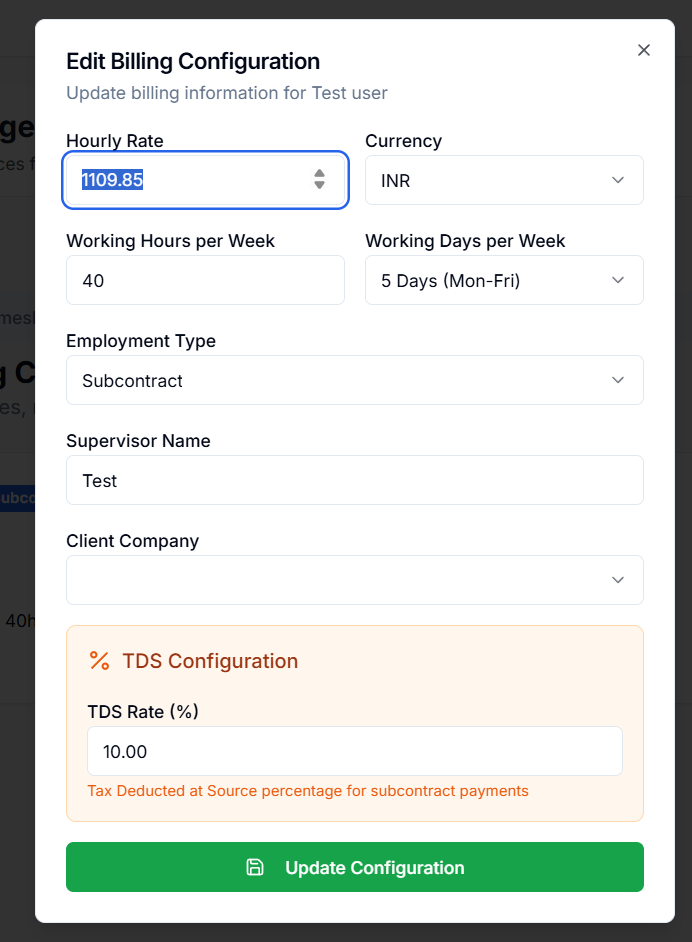 Edit Billing Configuration
Update billing information for Test user
Hourly Rate
Currency
1109.85
INR
Working Hours per Week
Working Days per Week
40
5 Days (Mon-Fri)
Employment Type
Subcontract
Supervisor Name
Test
Client Company
TDS Configuration
TDS Rate (%)
10.00
Tax Deducted at Source percentage for subcontract payments
Update Configuration
40h